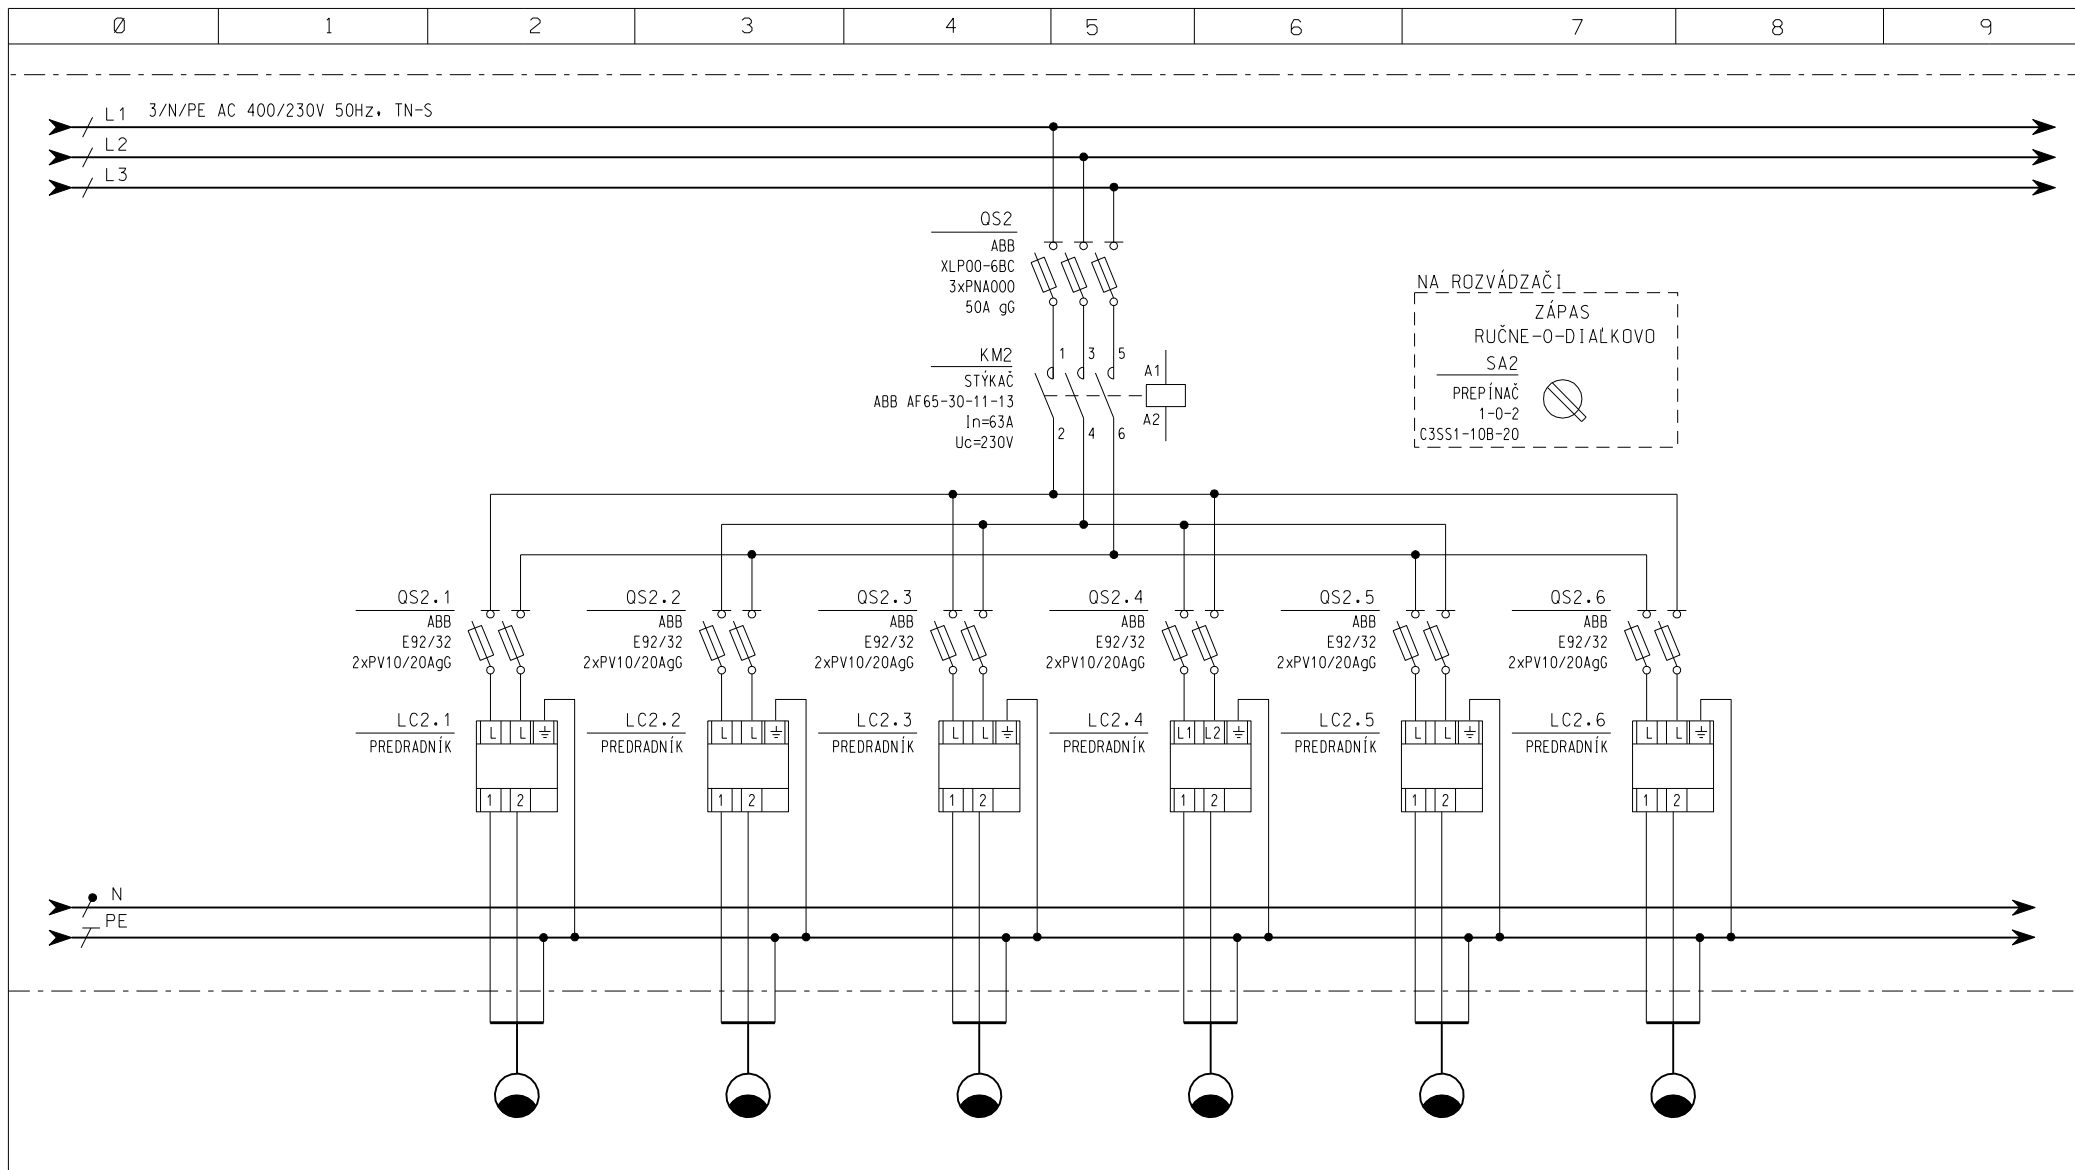 Ø 1 2 3 4 5 6 7 8 9
L1 3/N/PE AC 400/230V 50Hz, TN-S
L2
L3
QS2
ABB
XLP00-6BC
3xPNA000
50A gG
NA ROZVÁDZAČI
ZÁPAS
RUČNE-0-DIAĽKOVO
SA2
PREPÍNAČ
1-0-2
C3SS1-10B-20
KM2
STÝKAČ
ABB AF65-30-11-13
In=63A
Uc=230V
1 3 5
2 4 6
A1
A2
QS2.1
ABB
E92/32
2xPV10/20AgG
QS2.2
ABB
E92/32
2xPV10/20AgG
QS2.3
ABB
E92/32
2xPV10/20AgG
QS2.4
ABB
E92/32
2xPV10/20AgG
QS2.5
ABB
E92/32
2xPV10/20AgG
QS2.6
ABB
E92/32
2xPV10/20AgG
LC2.1
PREDRADNÍK
L L
1 2
LC2.2
PREDRADNÍK
L L
1 2
LC2.3
PREDRADNÍK
L L
1 2
LC2.4
PREDRADNÍK
L1 L2
1 2
LC2.5
PREDRADNÍK
L L
1 2
LC2.6
PREDRADNÍK
L L
1 2
N
PE